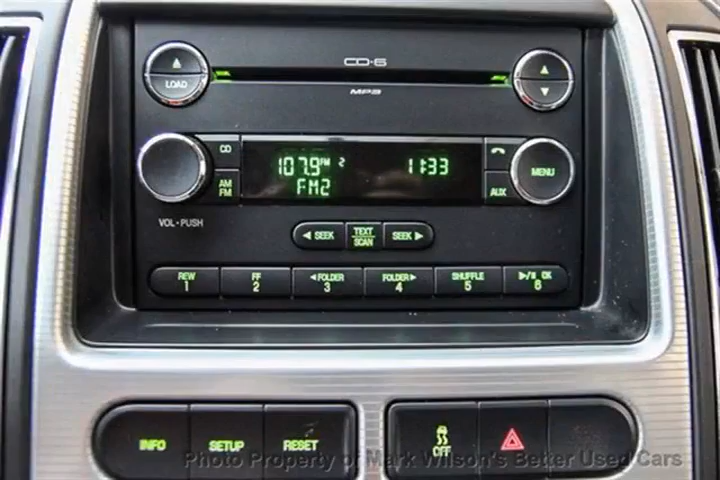 CD-6
LOAD
MP3
CD
107.9 FM 2 11:33
MENU
FM2
AM
FM
AUX
VOL • PUSH
◀ SEEK TEXT SCAN SEEK ▶
REW FF ◀ FOLDER FOLDER ▶ SHUFFLE ▶/II OK
1 2 3 4 5 6
INFO SETUP RESET OFF
Photo Property of Mark Wilson's Better Used Cars